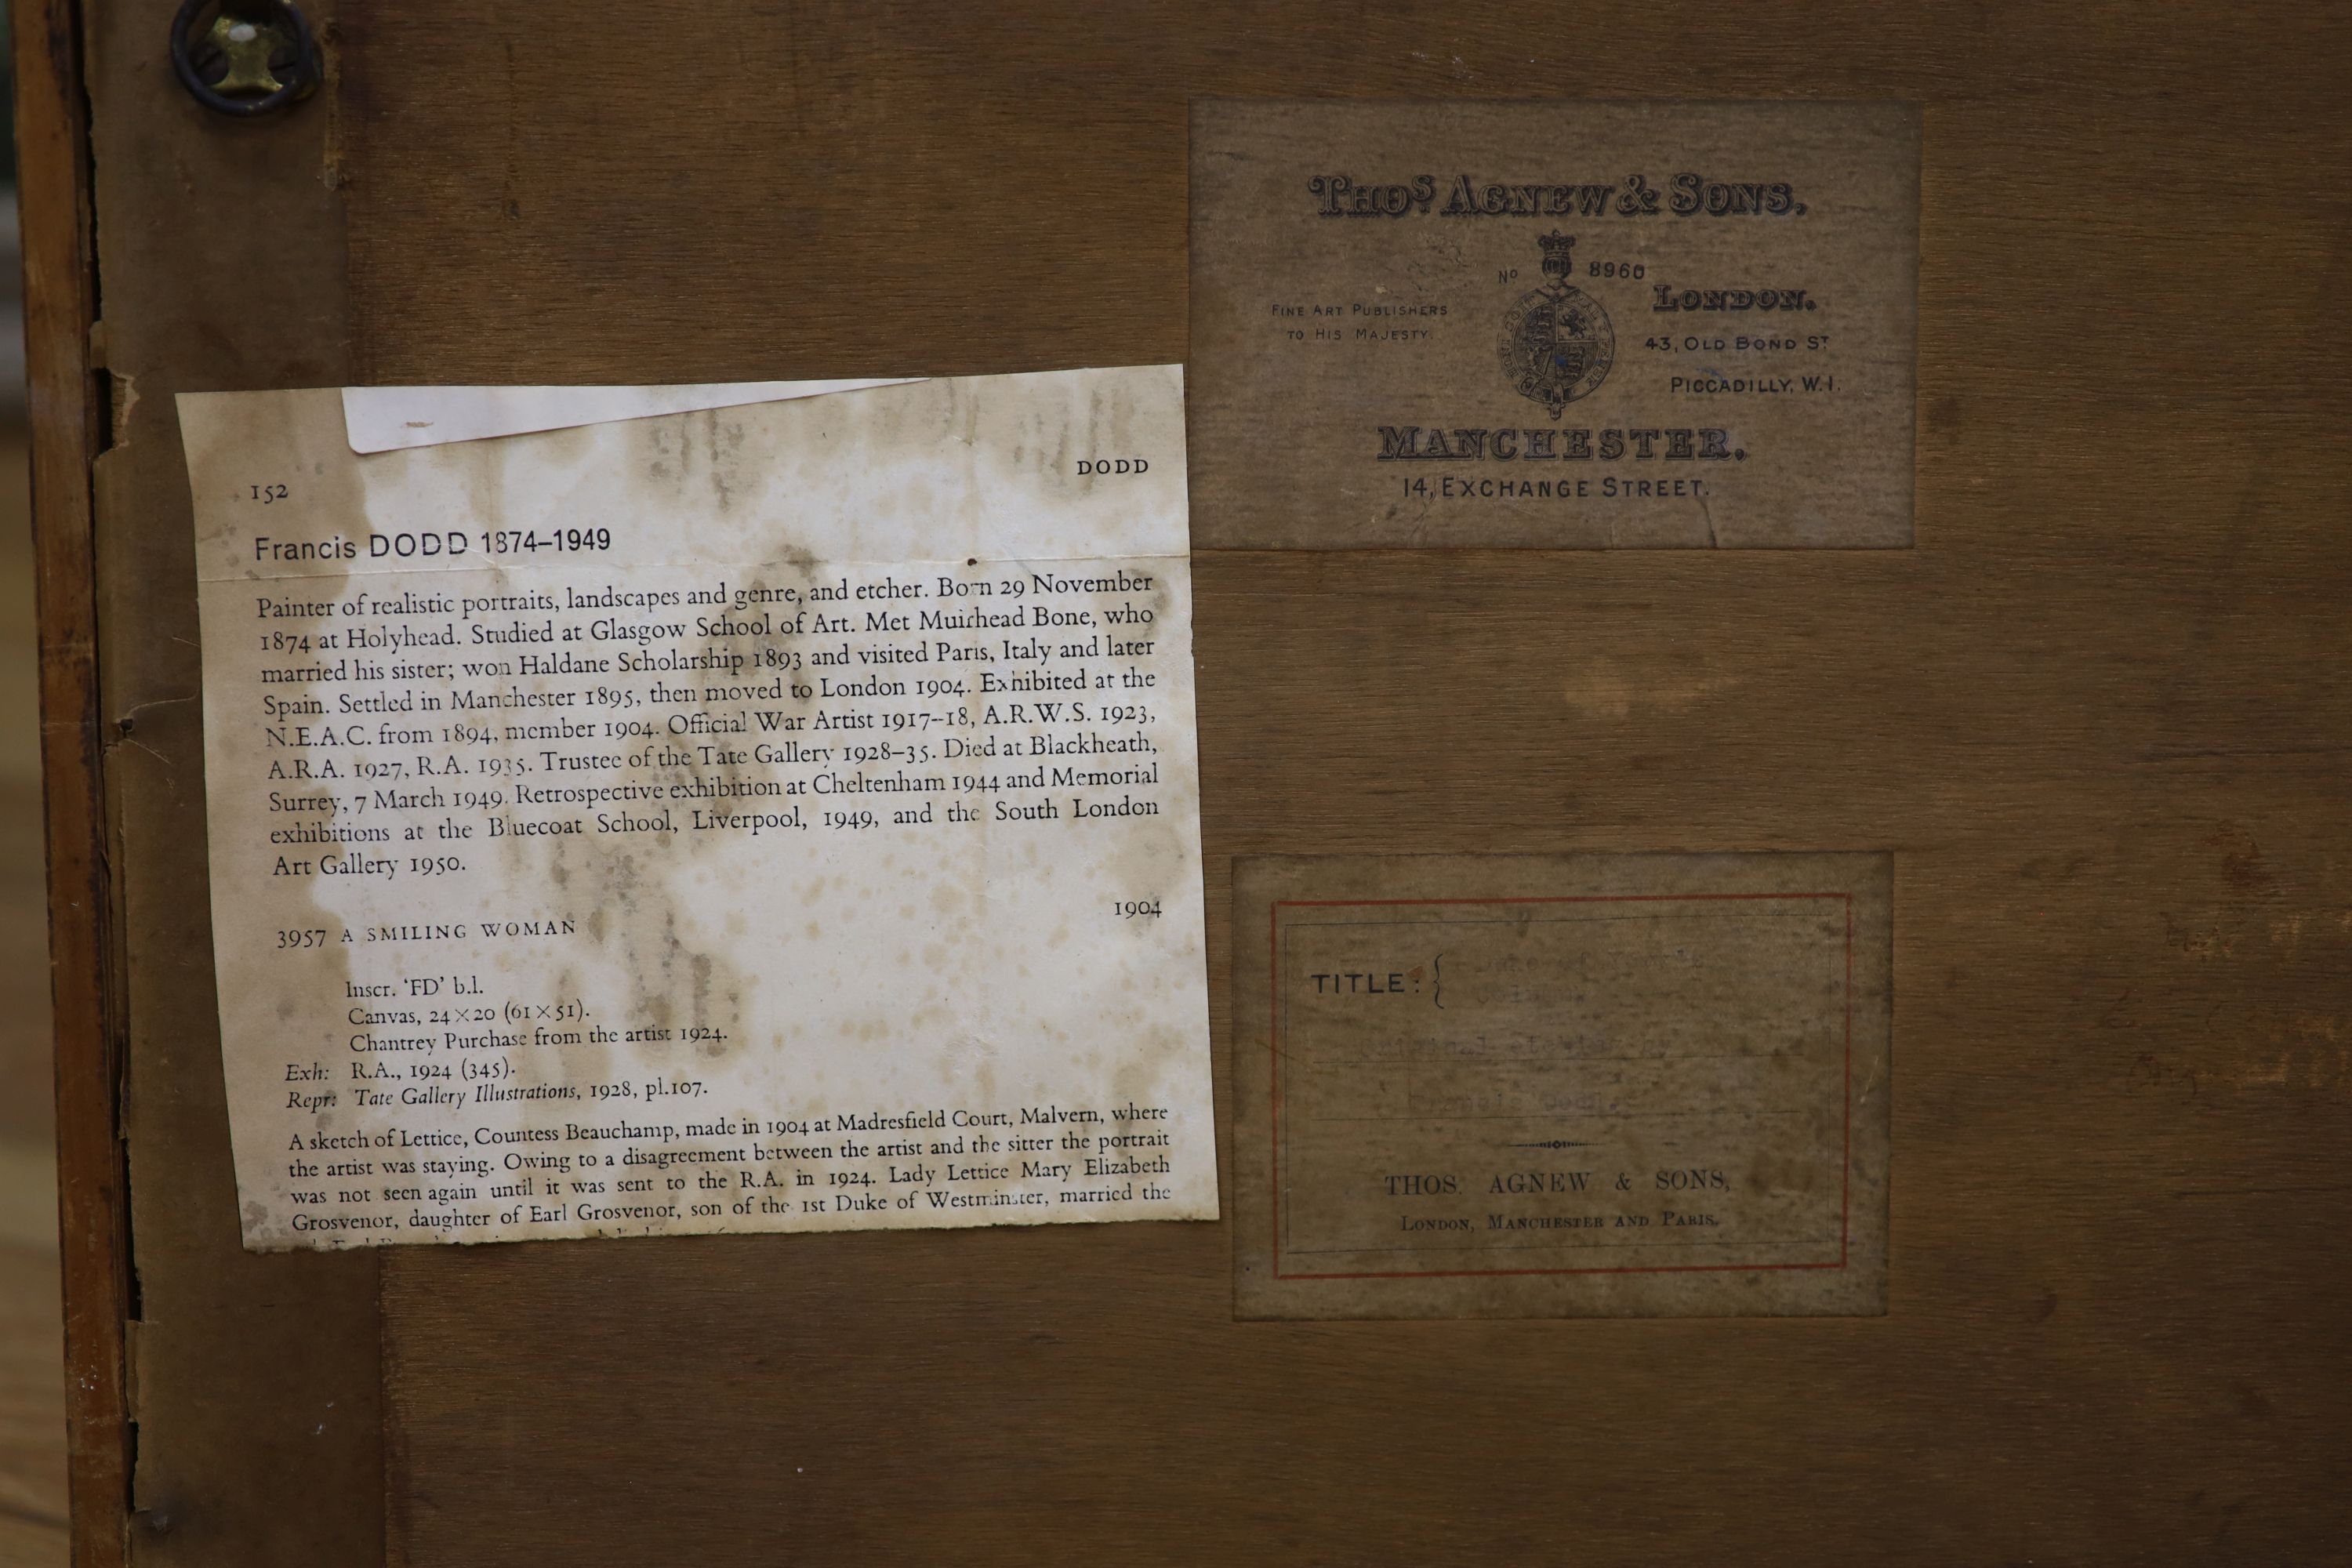 152
DODD
Francis DODD 1874–1949
Painter of realistic portraits, landscapes and genre, and etcher. Born 29 November
1874 at Holyhead. Studied at Glasgow School of Art. Met Muirhead Bone, who
married his sister; won Haldane Scholarship 1893 and visited Paris, Italy and later
Spain. Settled in Manchester 1895, then moved to London 1904. Exhibited at the
N.E.A.C. from 1894, member 1904. Official War Artist 1917–18, A.R.W.S. 1923,
A.R.A. 1927, R.A. 1935. Trustee of the Tate Gallery 1928–35. Died at Blackheath,
Surrey, 7 March 1949. Retrospective exhibition at Cheltenham 1944 and Memorial
exhibitions at the Bluecoat School, Liverpool, 1949, and the South London
Art Gallery 1950.
3957 A SMILING WOMAN
1904
Inscr. ‘FD’ b.l.
Canvas, 24×20 (61×51).
Chantrey Purchase from the artist 1924.
Exh: R.A., 1924 (345).
Repr: Tate Gallery Illustrations, 1928, pl.107.
A sketch of Lettice, Countess Beauchamp, made in 1904 at Madresfield Court, Malvern, where
the artist was staying. Owing to a disagreement between the artist and the sitter the portrait
was not seen again until it was sent to the R.A. in 1924. Lady Lettice Mary Elizabeth
Grosvenor, daughter of Earl Grosvenor, son of the 1st Duke of Westminster, married the
Thos. Agnew & Sons.
No 8960
Fine Art Publishers
to His Majesty.
London.
43, Old Bond St
Piccadilly, W.1.
Manchester.
14, Exchange Street.
TITLE:
THOS. AGNEW & SONS,
London, Manchester and Paris.